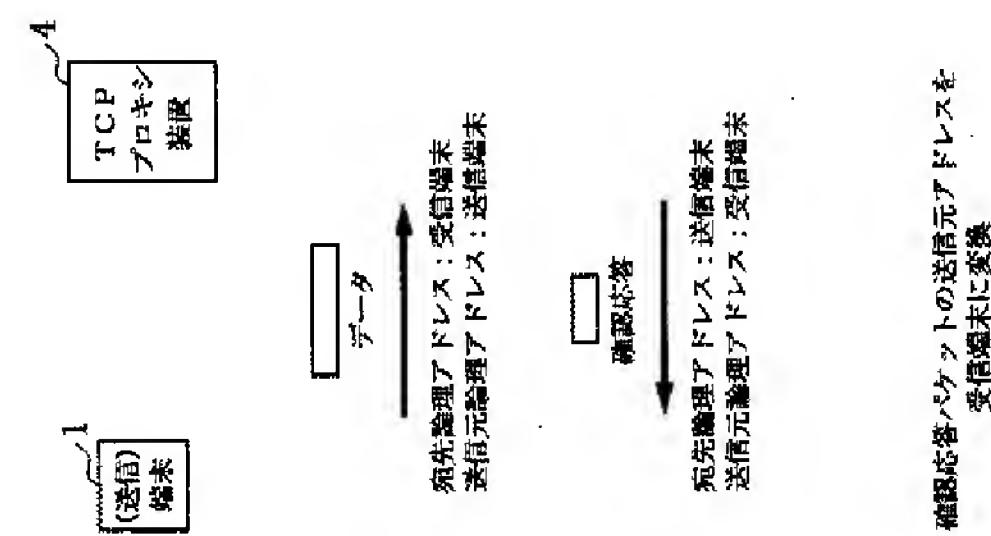 1
(送信)
端末
4
TCP
プロキシ
装置
データ
宛先論理アドレス：受信端末
送信元論理アドレス：送信端末
確認応答
宛先論理アドレス：送信端末
送信元論理アドレス：受信端末
確認応答パケットの送信元アドレスを
受信端末に変換